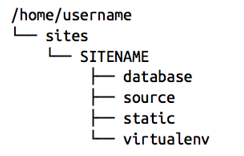 /home/username
└── sites
    └── SITENAME
         ├── database
         ├── source
         ├── static
         └── virtualenv